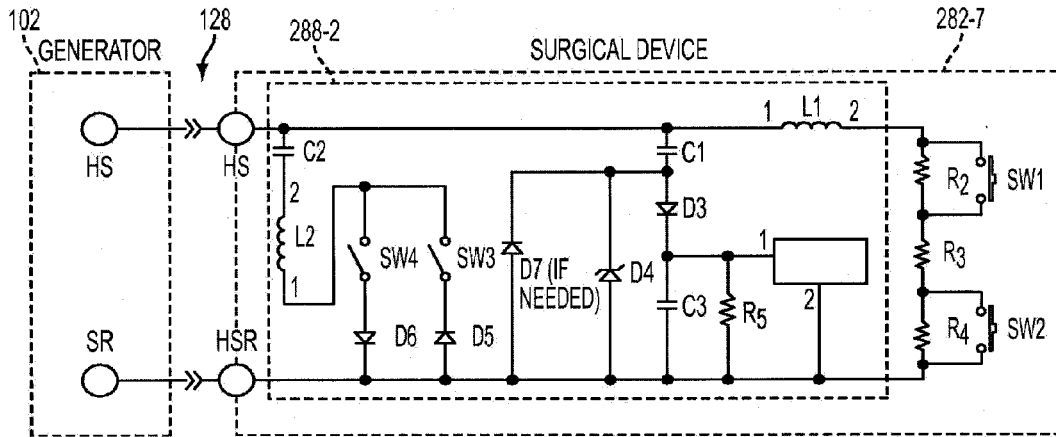 102
128
288-2
282-7
GENERATOR
SURGICAL DEVICE
HS
HS
C2
2
L2
1
SW4
SW3
D6
D5
D7 (IF
NEEDED)
D4
C1
D3
C3
R5
1
2
1 L1 2
R2
SW1
R3
R4
SW2
SR
HSR